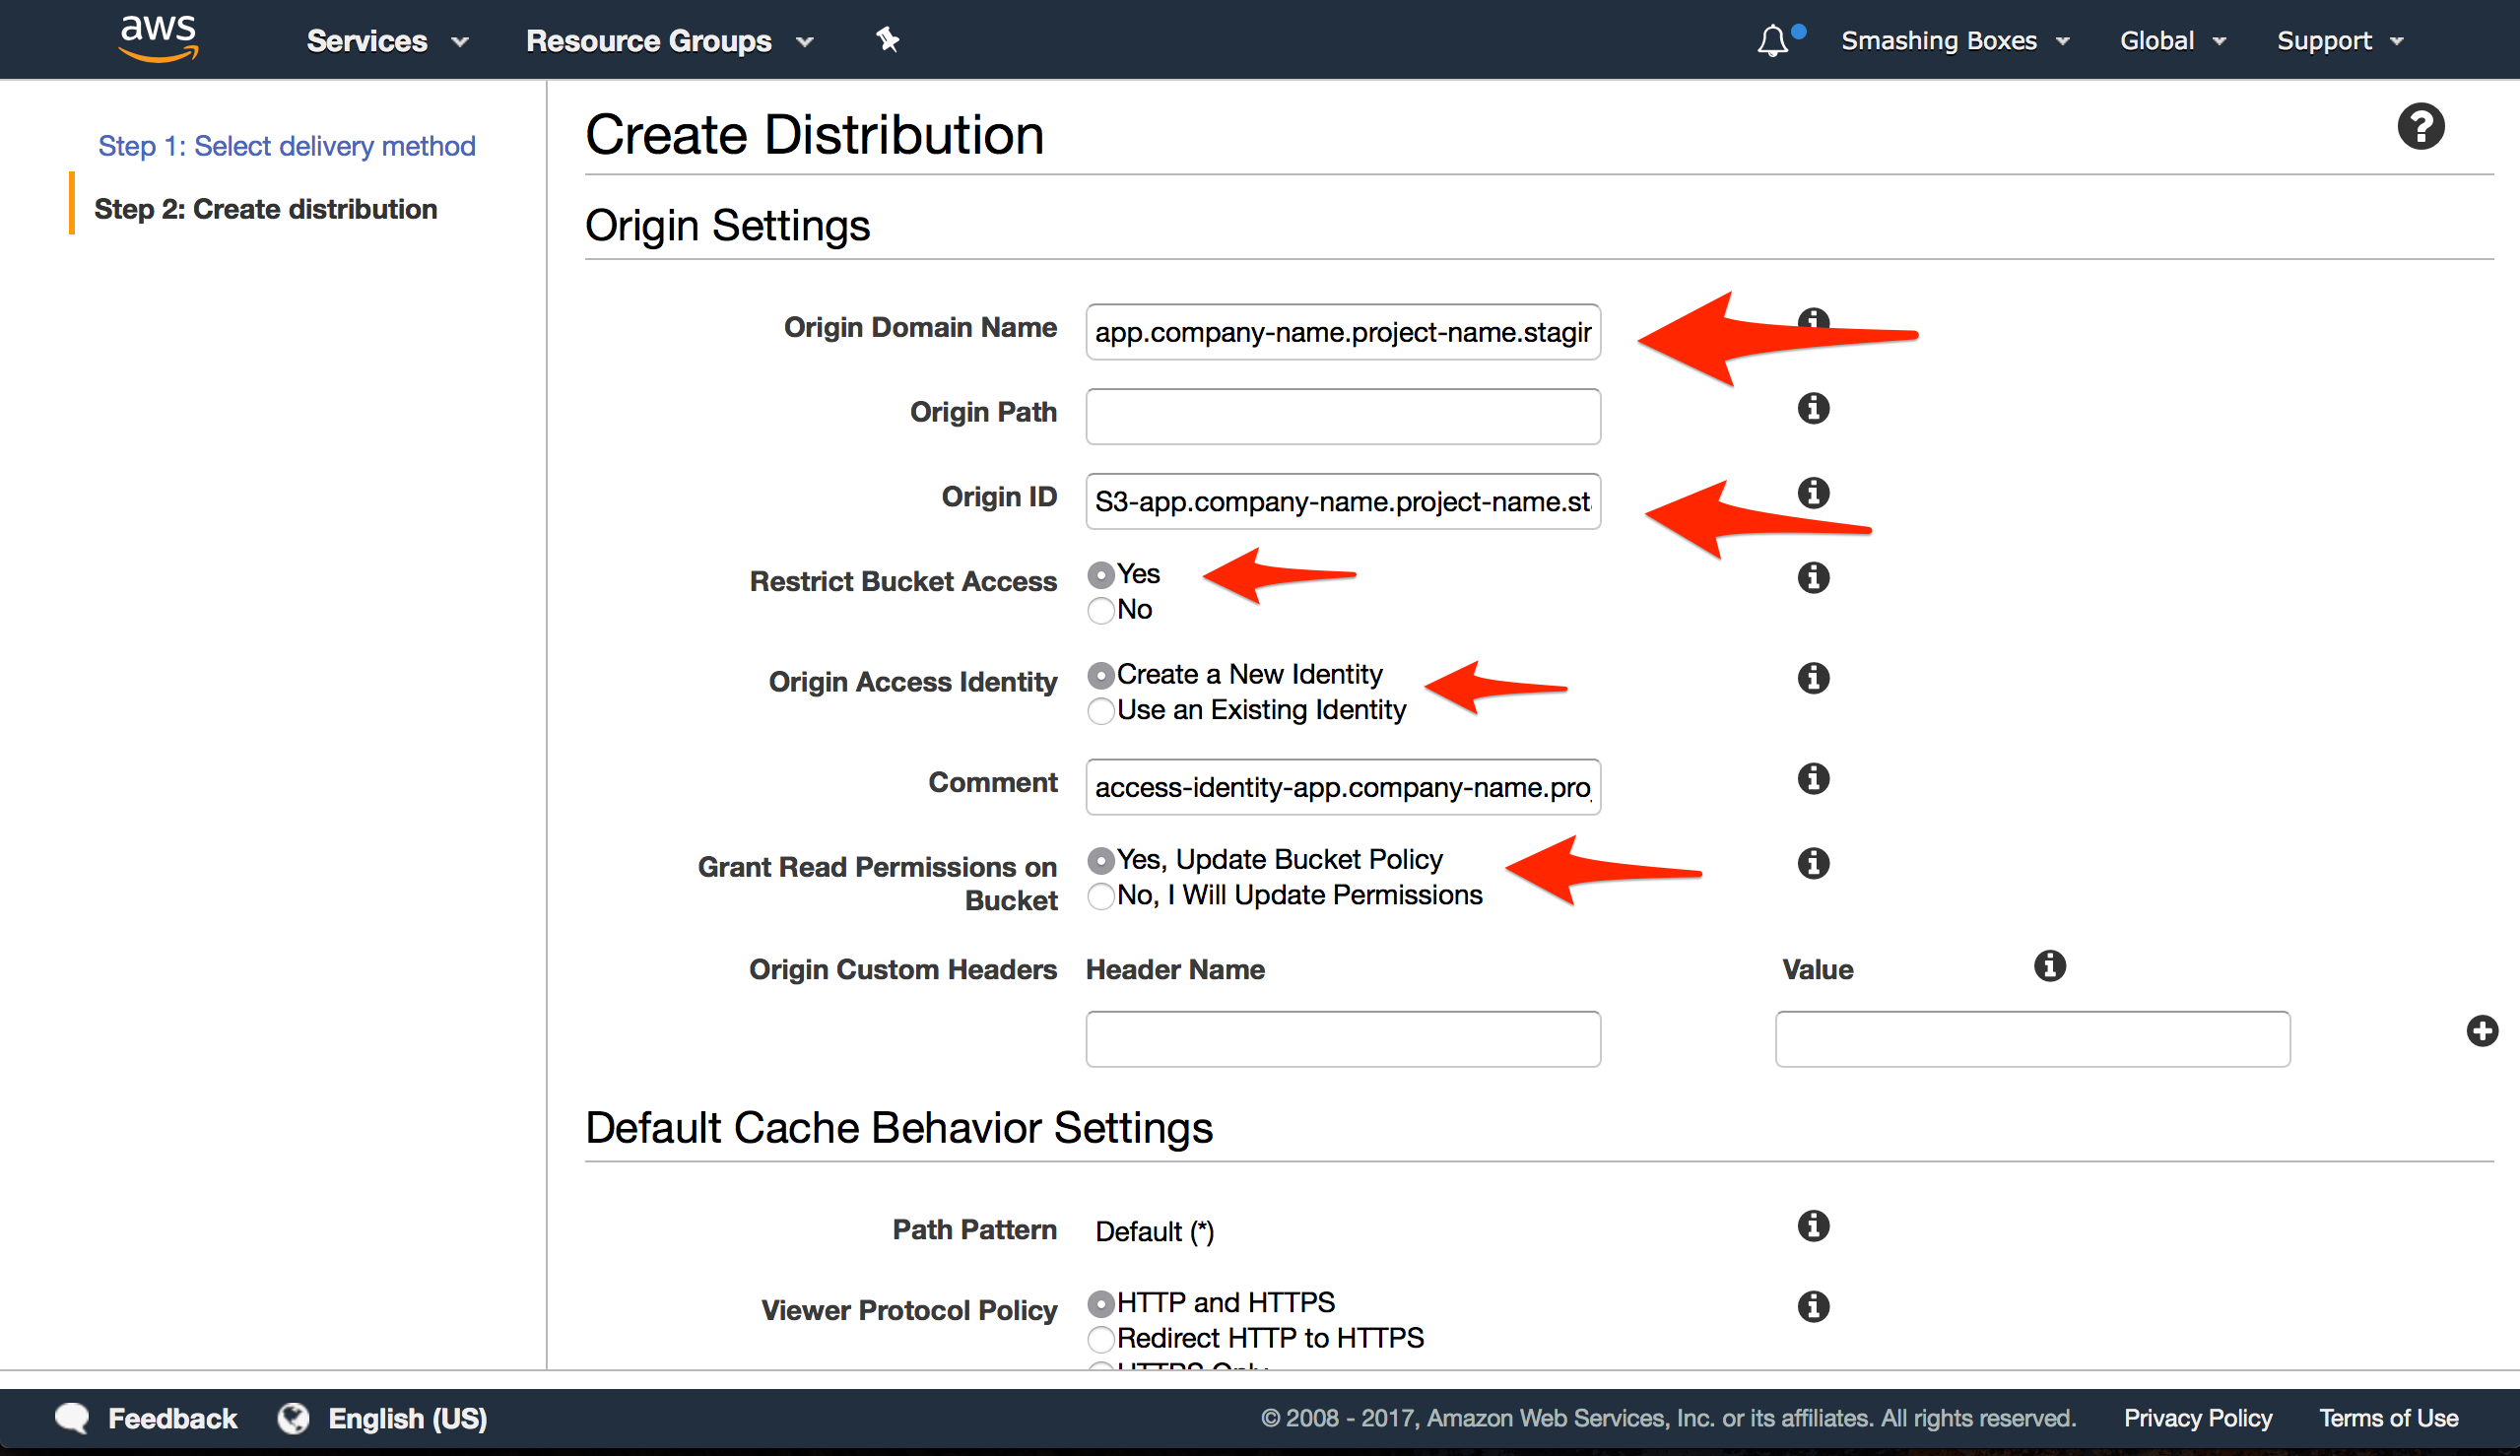 aws Services Resource Groups Smashing Boxes Global Support
Step 1: Select delivery method
Step 2: Create distribution
Create Distribution
Origin Settings
Origin Domain Name app.company-name.project-name.stagin
Origin Path
Origin ID S3-app.company-name.project-name.st
Restrict Bucket Access Yes
No
Origin Access Identity Create a New Identity
Use an Existing Identity
Comment access-identity-app.company-name.pro
Grant Read Permissions on Bucket Yes, Update Bucket Policy
No, I Will Update Permissions
Origin Custom Headers Header Name Value
Default Cache Behavior Settings
Path Pattern Default (*)
Viewer Protocol Policy HTTP and HTTPS
Redirect HTTP to HTTPS
HTTPS Only
Feedback English (US) © 2008 - 2017, Amazon Web Services, Inc. or its affiliates. All rights reserved. Privacy Policy Terms of Use